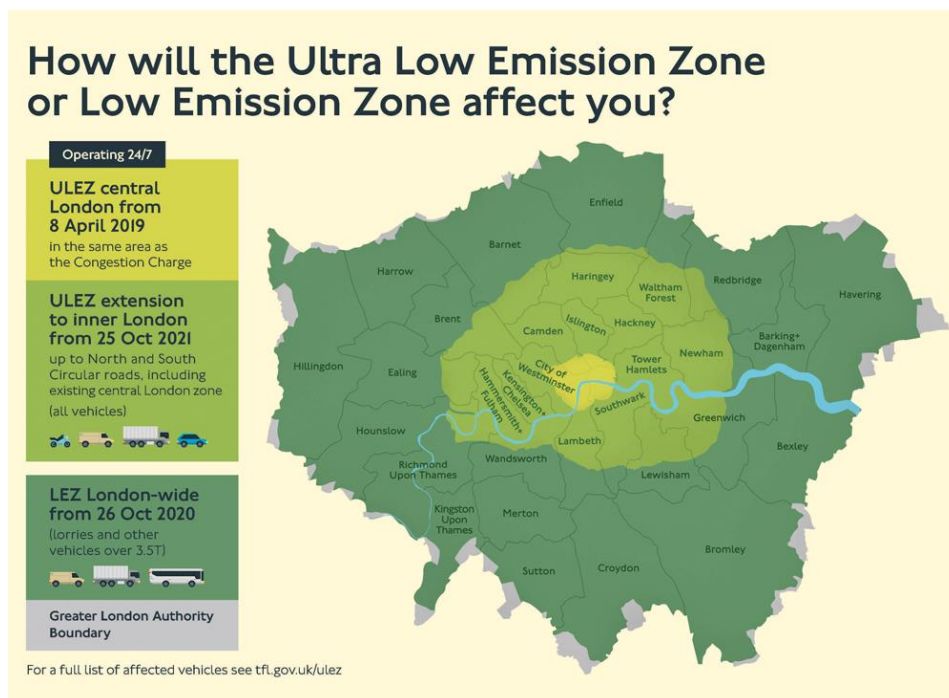 How will the Ultra Low Emission Zone
or Low Emission Zone affect you?
Operating 24/7
ULEZ central
London from
8 April 2019
in the same area as
the Congestion Charge
ULEZ extension
to inner London
from 25 Oct 2021
up to North and South
Circular roads, including
existing central London zone
(all vehicles)
LEZ London-wide
from 26 Oct 2020
(lorries and other
vehicles over 3.5T)
Greater London Authority
Boundary
For a full list of affected vehicles see tfl.gov.uk/ulez
Enfield
Barnet
Harrow
Haringey
Redbridge
Waltham
Forest
Havering
Brent
Camden
Islington
Hackney
Barking+
Dagenham
Hillingdon
Ealing
City of
Westminster
Tower
Hamlets
Newham
Kensington+
Chelsea
Hammersmith+
Fulham
Southwark
Greenwich
Hounslow
Lambeth
Bexley
Richmond
Upon Thames
Wandsworth
Lewisham
Kingston
Upon
Thames
Merton
Bromley
Sutton
Croydon